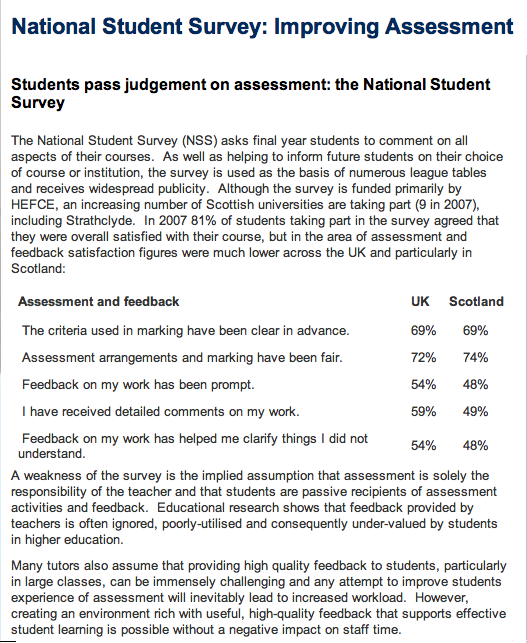 National Student Survey: Improving Assessment
Students pass judgement on assessment: the National Student
Survey
The National Student Survey (NSS) asks final year students to comment on all
aspects of their courses.  As well as helping to inform future students on their choice
of course or institution, the survey is used as the basis of numerous league tables
and receives widespread publicity.  Although the survey is funded primarily by
HEFCE, an increasing number of Scottish universities are taking part (9 in 2007),
including Strathclyde.  In 2007 81% of students taking part in the survey agreed that
they were overall satisfied with their course, but in the area of assessment and
feedback satisfaction figures were much lower across the UK and particularly in
Scotland:
Assessment and feedback UK Scotland
The criteria used in marking have been clear in advance. 69% 69%
Assessment arrangements and marking have been fair. 72% 74%
Feedback on my work has been prompt. 54% 48%
I have received detailed comments on my work. 59% 49%
Feedback on my work has helped me clarify things I did not
understand. 54% 48%
A weakness of the survey is the implied assumption that assessment is solely the
responsibility of the teacher and that students are passive recipients of assessment
activities and feedback.  Educational research shows that feedback provided by
teachers is often ignored, poorly-utilised and consequently under-valued by students
in higher education.
Many tutors also assume that providing high quality feedback to students, particularly
in large classes, can be immensely challenging and any attempt to improve students
experience of assessment will inevitably lead to increased workload.  However,
creating an environment rich with useful, high-quality feedback that supports effective
student learning is possible without a negative impact on staff time.